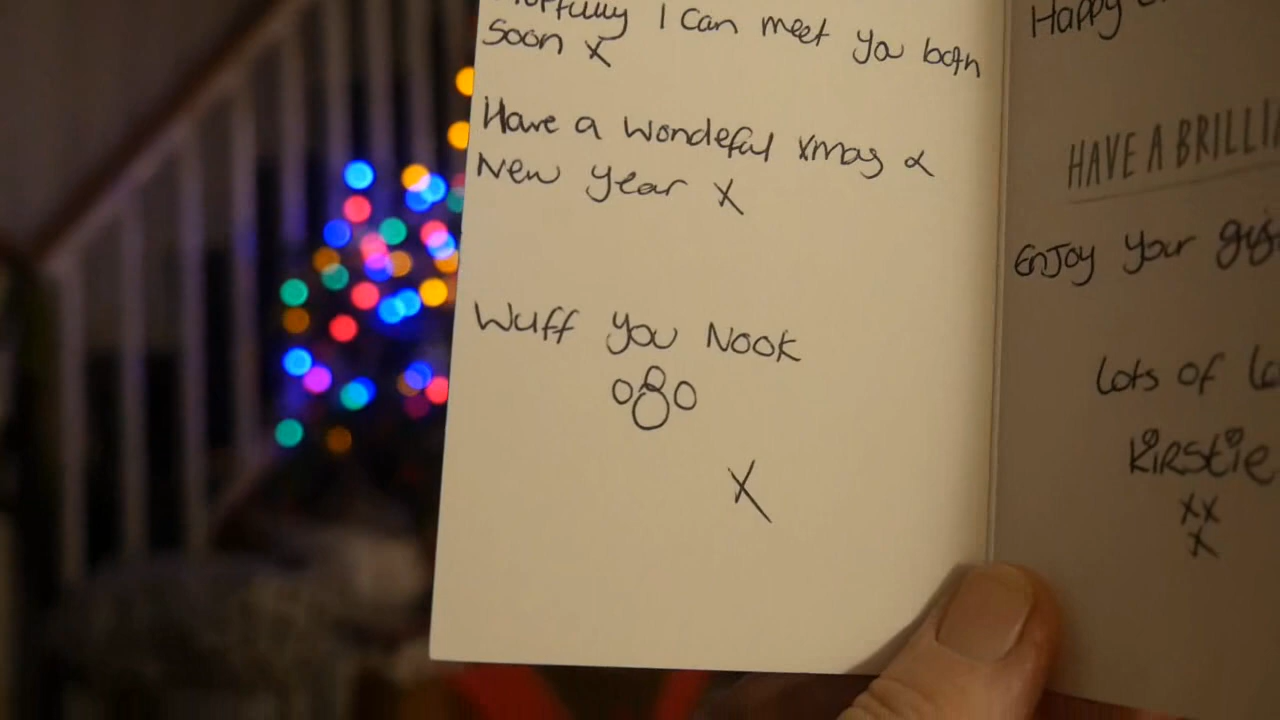 I can meet you both
soon x
Have a wondeful xmas &
New year x
Wuff you Nook
x
Happy
HAVE A BRILLI
Enjoy your
Lots of
Kirstie
xx
x